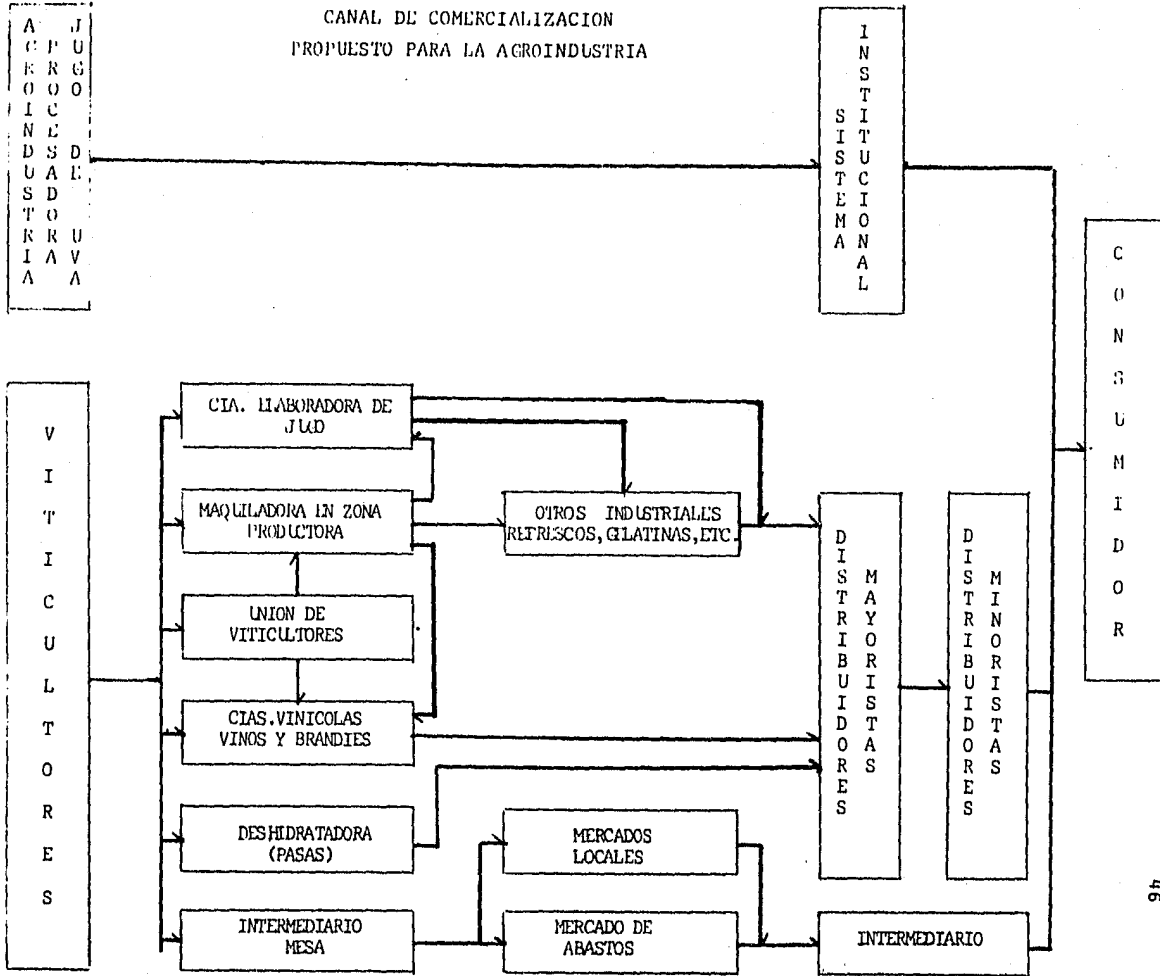 CANAL DE COMERCIALIZACION
PROPUESTO PARA LA AGROINDUSTRIA
AGROINDUSTRIA
PROCESADORA
JUGO DE UVA
SISTEMA
INSTITUCIONAL
CONSUMIDOR
VITICULTORES
CIA. ELABORADORA DE
JUGO
MAQUILADORA EN ZONA
PRODUCTORA
OTROS INDUSTRIALES
REFRESCOS, GELATINAS, ETC.
UNION DE
VITICULTORES
CIAS. VINICOLAS
VINOS Y BRANDIES
DESHIDRATADORA
(PASAS)
INTERMEDIARIO
MESA
MERCADOS
LOCALES
MERCADO DE
ABASTOS
DISTRIBUIDORES
MAYORISTAS
DISTRIBUIDORES
MINORISTAS
INTERMEDIARIO
46